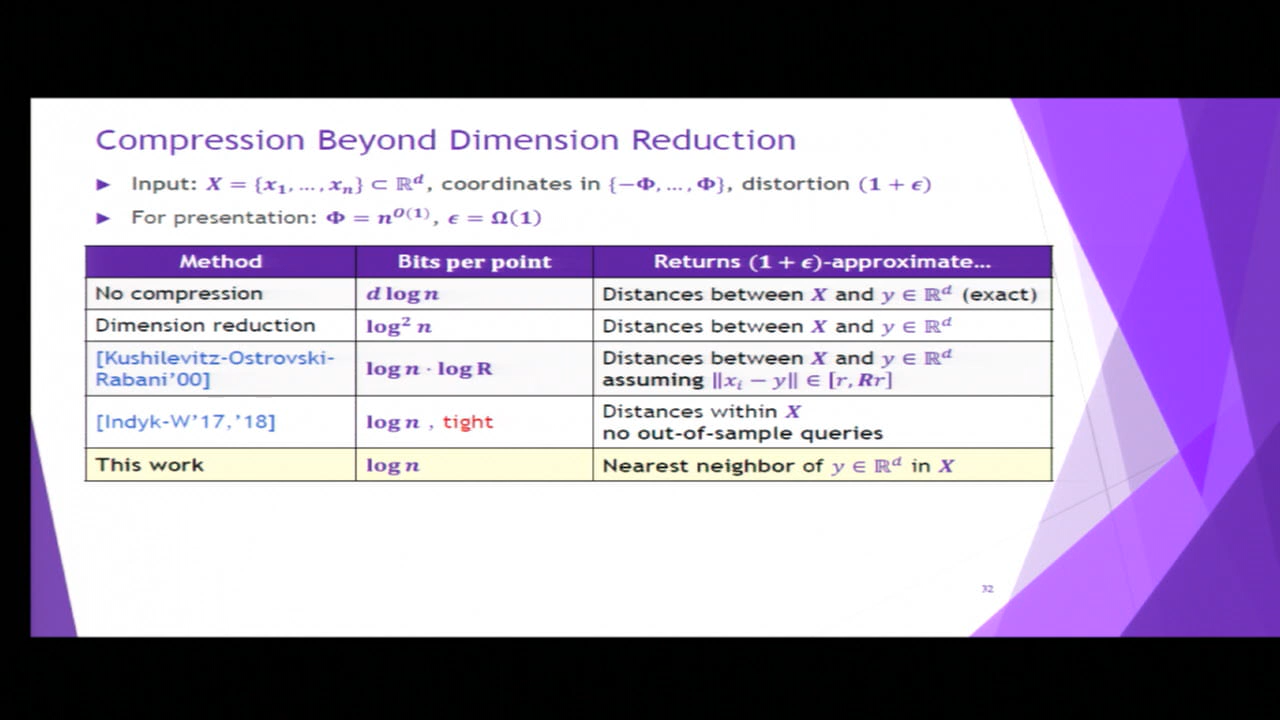 Compression Beyond Dimension Reduction
► Input: X = {x₁, … , xₙ} ⊂ ℝᵈ, coordinates in {−Φ, … , Φ}, distortion (1 + ϵ)
► For presentation: Φ = n^{O(1)}, ϵ = Ω(1)
Method Bits per point Returns (1 + ϵ)-approximate...
No compression d log n Distances between X and y ∈ ℝᵈ (exact)
Dimension reduction log² n Distances between X and y ∈ ℝᵈ
[Kushilevitz-Ostrovski-
Rabani'00]
log n · log R
Distances between X and y ∈ ℝᵈ
assuming ‖xᵢ − y‖ ∈ [r, Rr]
[Indyk-W'17,'18]
log n , tight
Distances within X
no out-of-sample queries
This work log n Nearest neighbor of y ∈ ℝᵈ in X
32